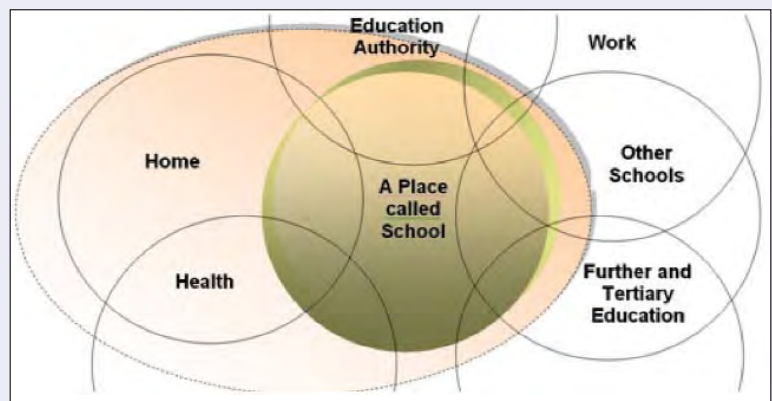 Education
Authority
Work
Home
Other
Schools
A Place
called
School
Health
Further and
Tertiary
Education